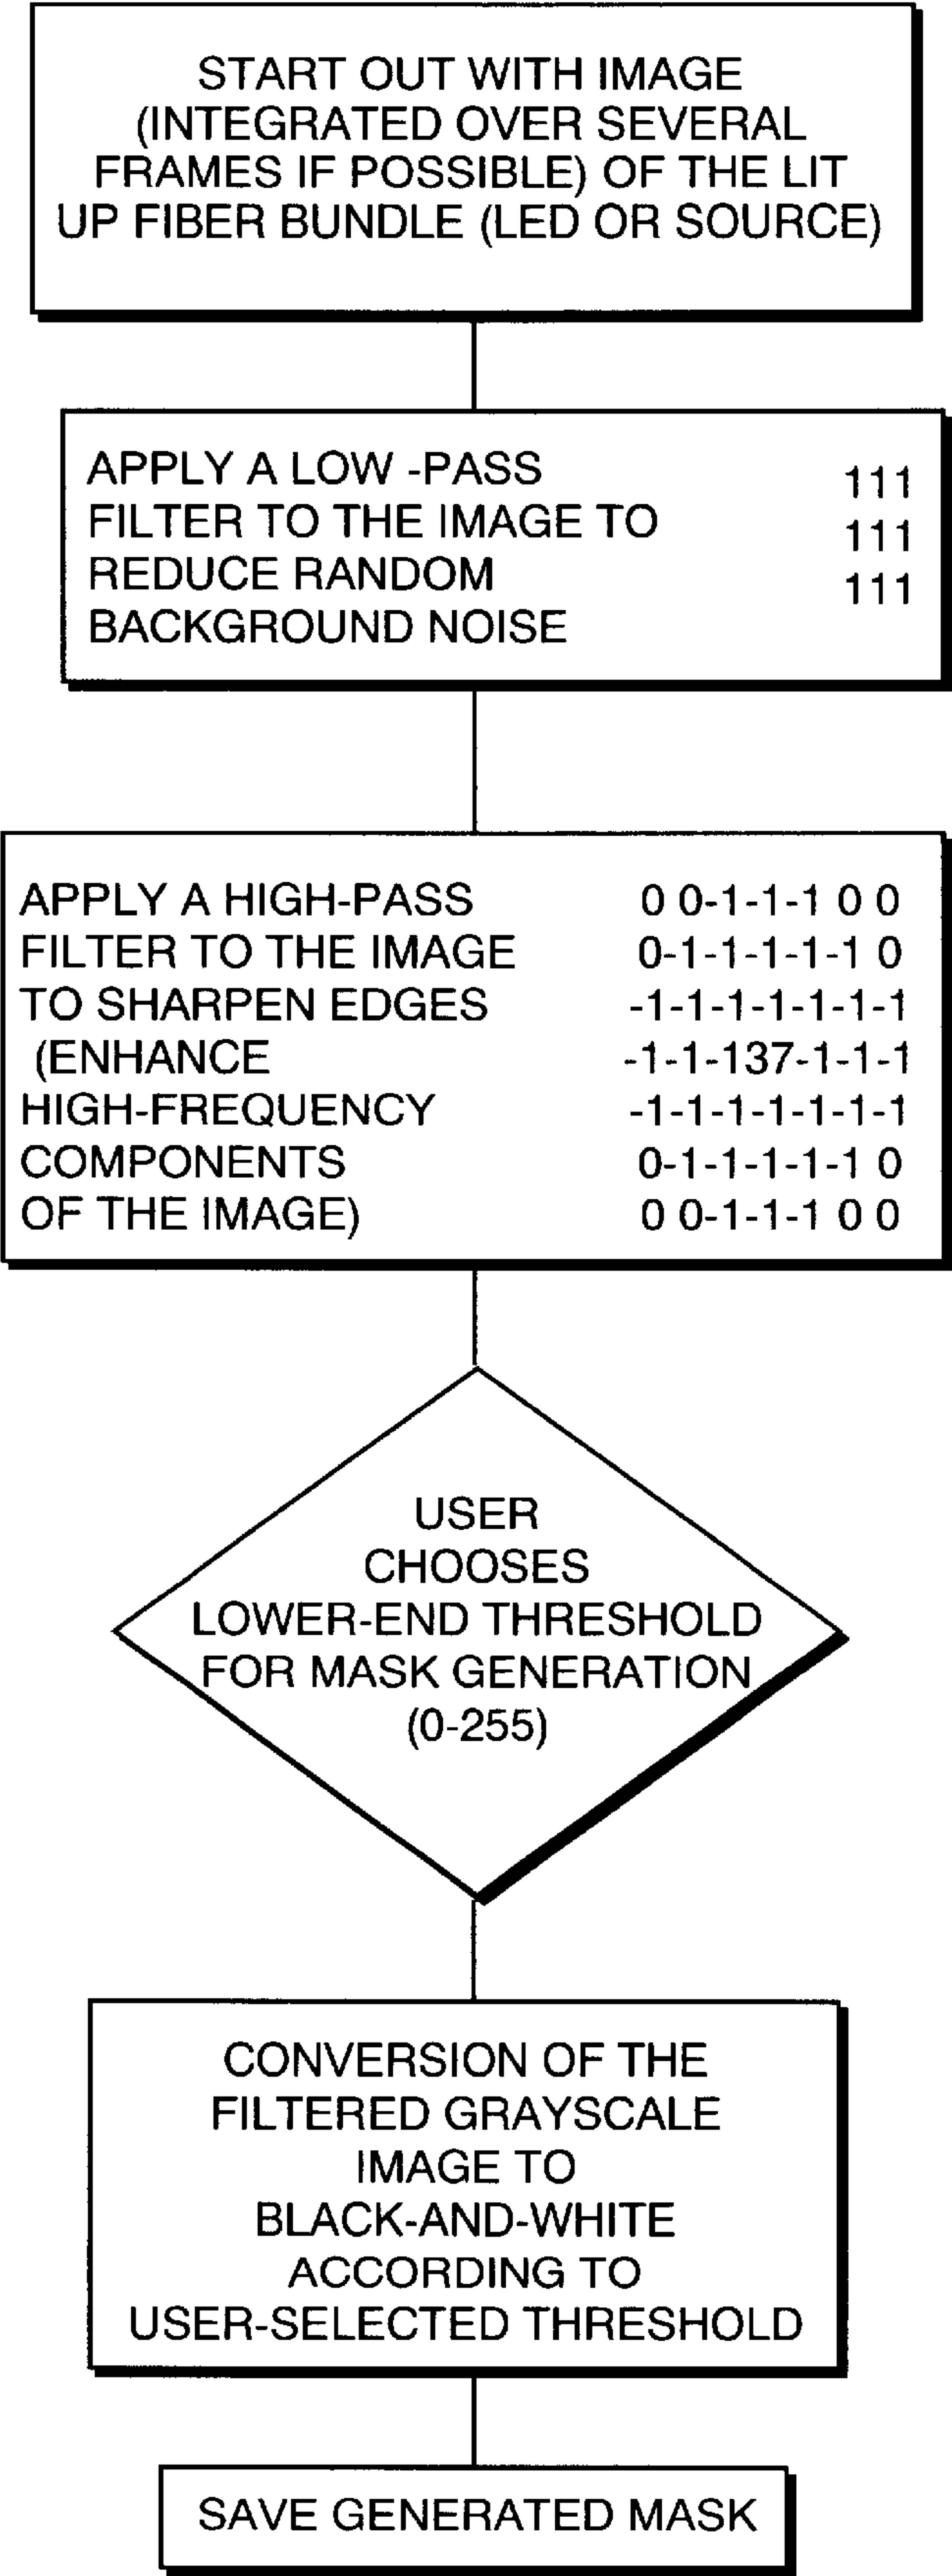 START OUT WITH IMAGE
(INTEGRATED OVER SEVERAL
FRAMES IF POSSIBLE) OF THE LIT
UP FIBER BUNDLE (LED OR SOURCE)
APPLY A LOW -PASS 111
FILTER TO THE IMAGE TO 111
REDUCE RANDOM 111
BACKGROUND NOISE
APPLY A HIGH-PASS 0 0-1-1-1 0 0
FILTER TO THE IMAGE 0-1-1-1-1-1 0
TO SHARPEN EDGES -1-1-1-1-1-1-1
(ENHANCE -1-1-137-1-1-1
HIGH-FREQUENCY -1-1-1-1-1-1-1
COMPONENTS 0-1-1-1-1-1 0
OF THE IMAGE) 0 0-1-1-1 0 0
USER
CHOOSES
LOWER-END THRESHOLD
FOR MASK GENERATION
(0-255)
CONVERSION OF THE
FILTERED GRAYSCALE
IMAGE TO
BLACK-AND-WHITE
ACCORDING TO
USER-SELECTED THRESHOLD
SAVE GENERATED MASK